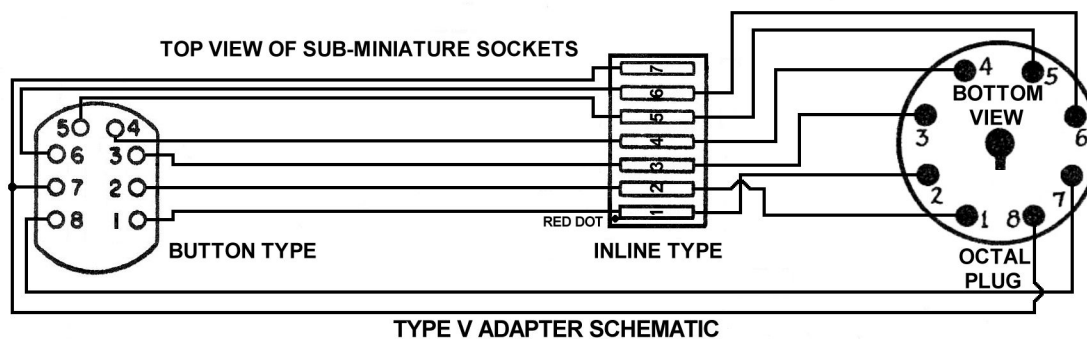 TOP VIEW OF SUB-MINIATURE SOCKETS
7
6
5
4
3
2
1
5 4
6 3
7 2
8 1
BUTTON TYPE
RED DOT
INLINE TYPE
4 5
BOTTOM
VIEW
3 6
2 7
1 8
OCTAL
PLUG
TYPE V ADAPTER SCHEMATIC